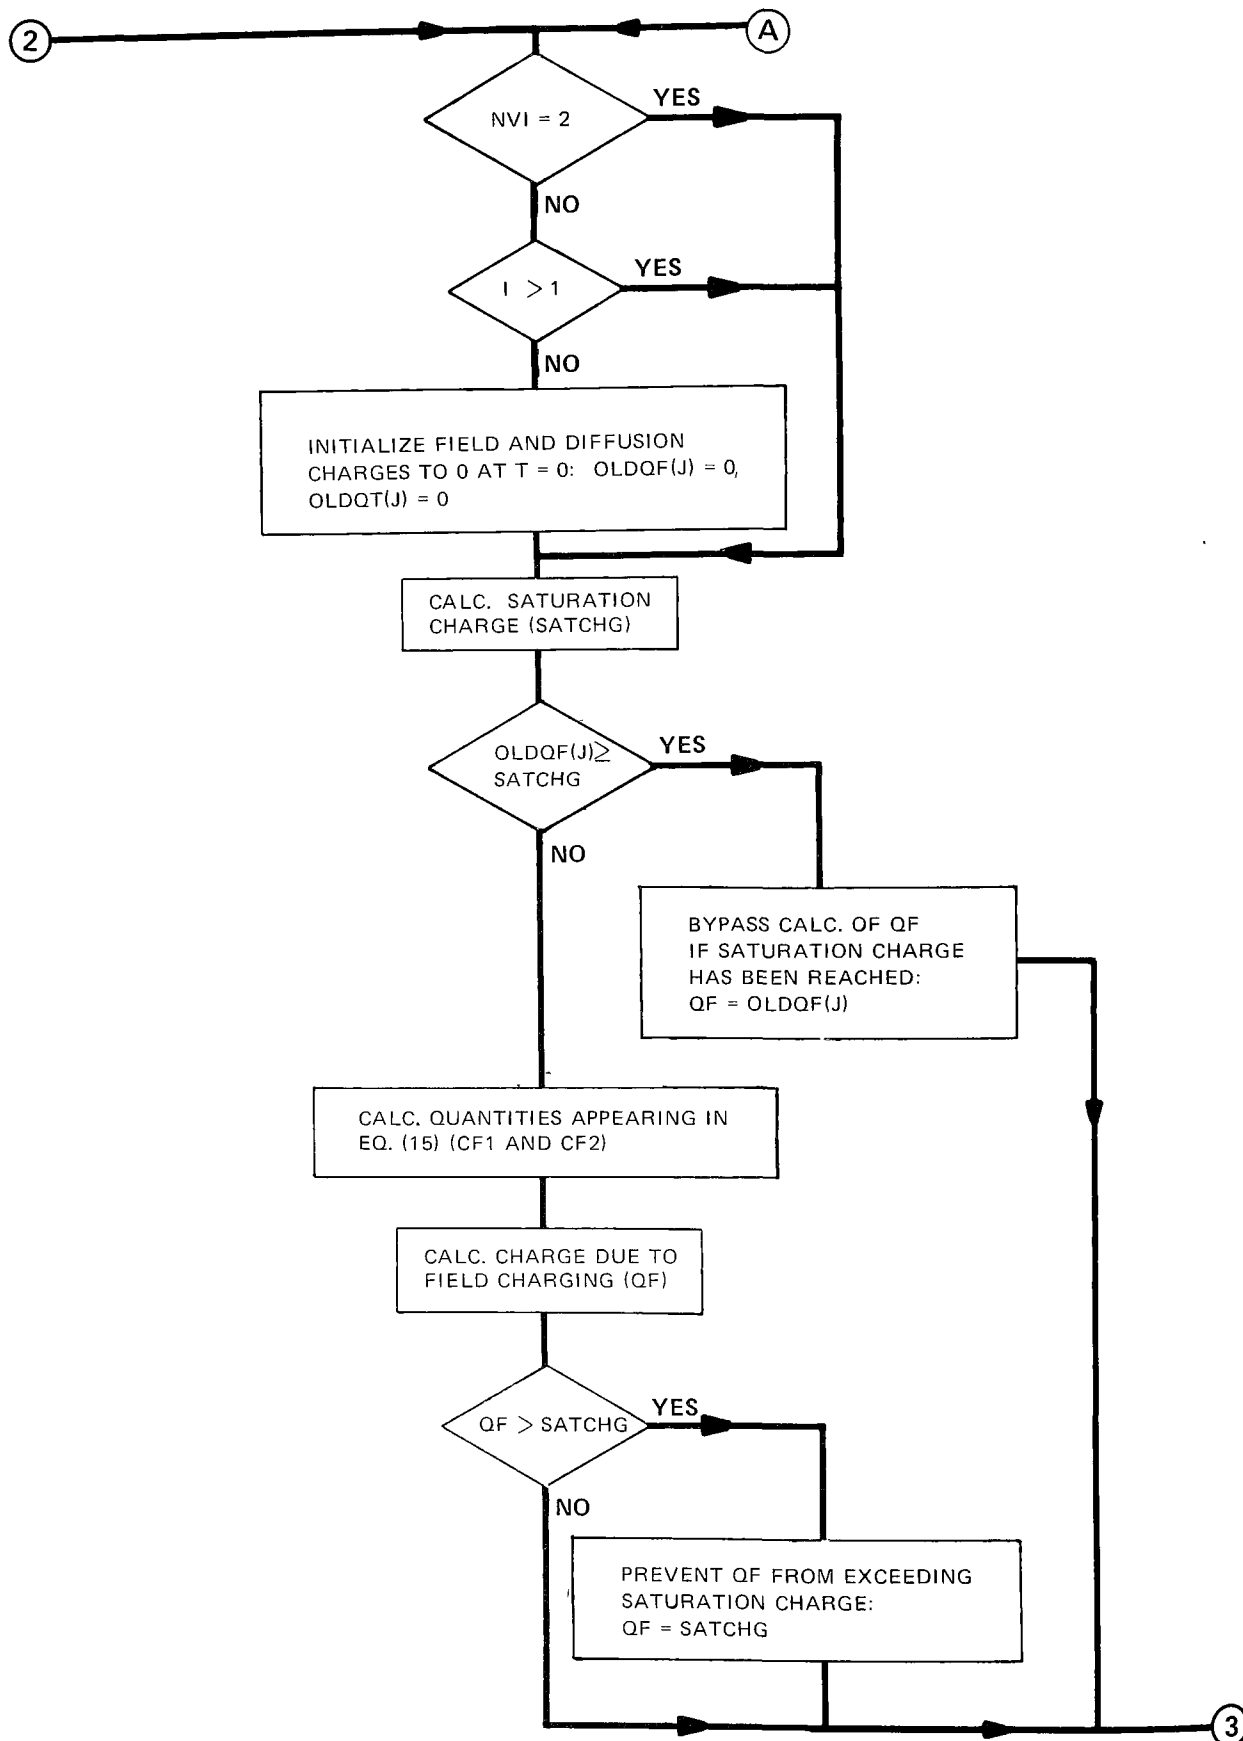 2
A
NVI = 2
YES
NO
I > 1
YES
NO
INITIALIZE FIELD AND DIFFUSION
CHARGES TO 0 AT T = 0: OLDQF(J) = 0,
OLDQT(J) = 0
CALC. SATURATION
CHARGE (SATCHG)
OLDQF(J) ≥
SATCHG
YES
NO
BYPASS CALC. OF QF
IF SATURATION CHARGE
HAS BEEN REACHED:
QF = OLDQF(J)
CALC. QUANTITIES APPEARING IN
EQ. (15) (CF1 AND CF2)
CALC. CHARGE DUE TO
FIELD CHARGING (QF)
QF > SATCHG
YES
NO
PREVENT QF FROM EXCEEDING
SATURATION CHARGE:
QF = SATCHG
3